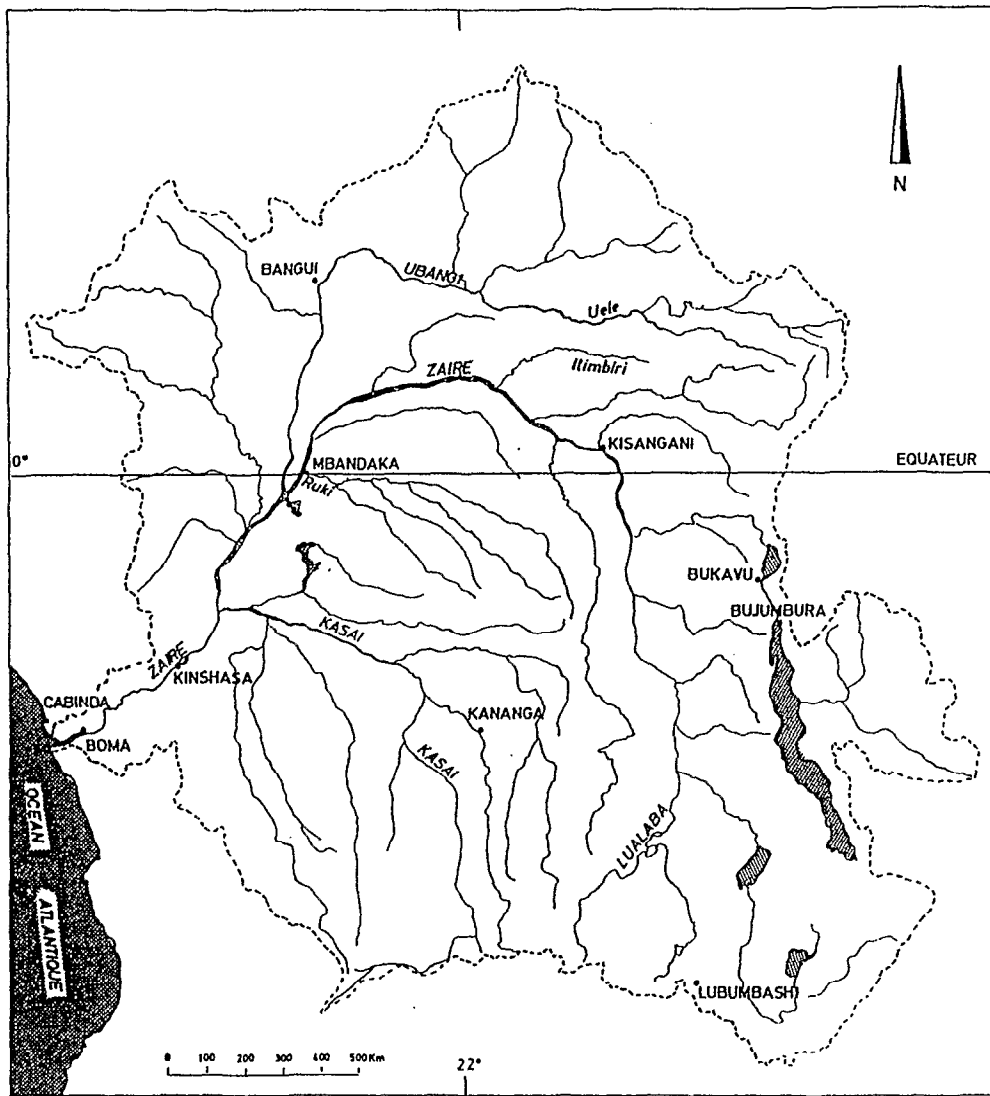 N
BANGUI
UBANGI
Uele
ZAIRE
Itimbiri
KISANGANI
0°
MBANDAKA
EQUATEUR
Ruki
BUKAVU
BUJUMBURA
KASAI
ZAIRE
KINSHASA
CABINDA
BOMA
KANANGA
KASAI
LUALABA
OCEAN
ATLANTIQUE
LUBUMBASHI
0 100 200 300 400 500Km
22°